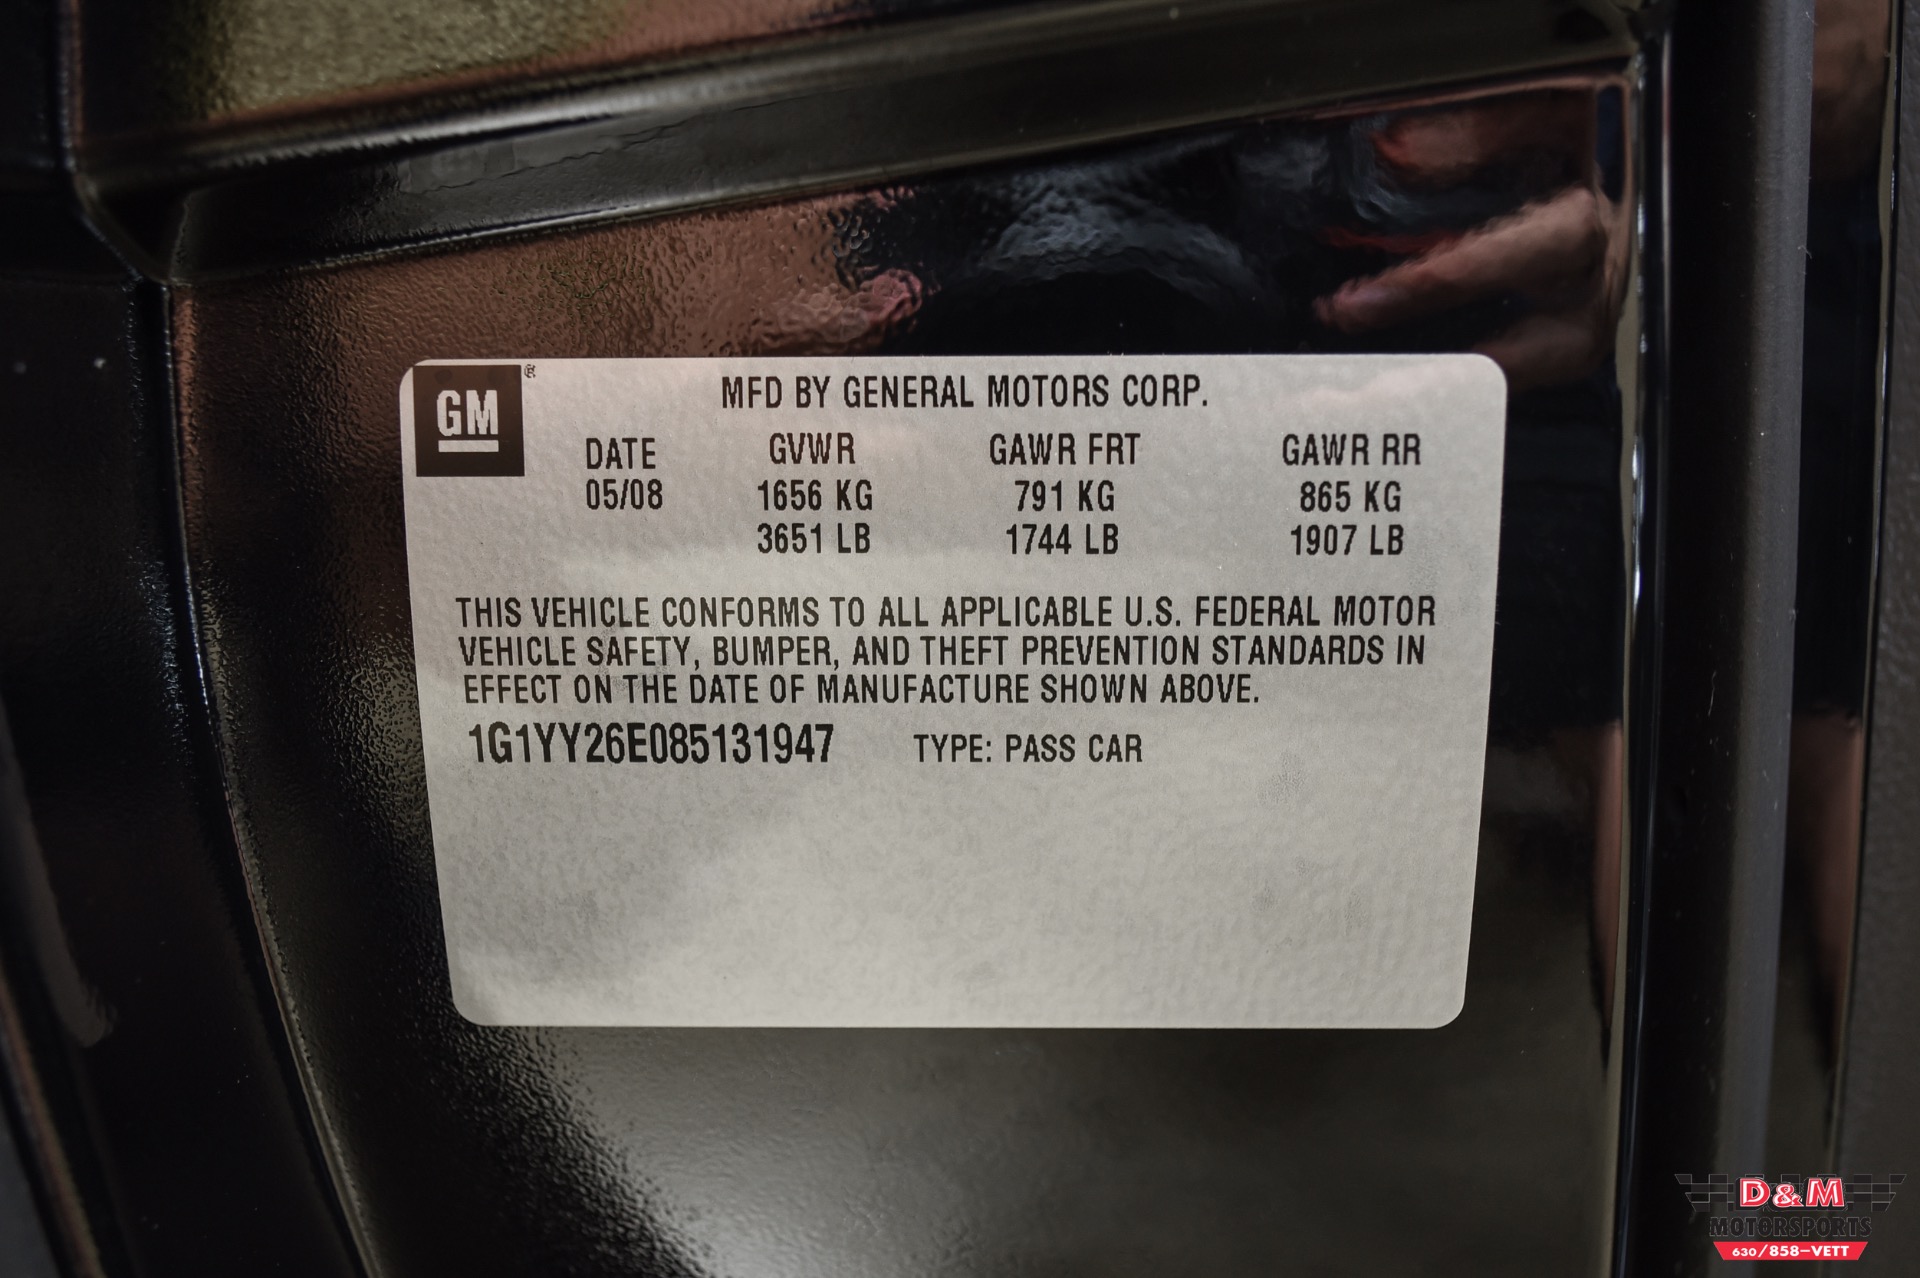 GM®
MFD BY GENERAL MOTORS CORP.
DATE GVWR GAWR FRT GAWR RR
05/08 1656 KG 791 KG 865 KG
3651 LB 1744 LB 1907 LB
THIS VEHICLE CONFORMS TO ALL APPLICABLE U.S. FEDERAL MOTOR
VEHICLE SAFETY, BUMPER, AND THEFT PREVENTION STANDARDS IN
EFFECT ON THE DATE OF MANUFACTURE SHOWN ABOVE.
1G1YY26E085131947 TYPE: PASS CAR
D&M
MOTORSPORTS
630/858-VETT